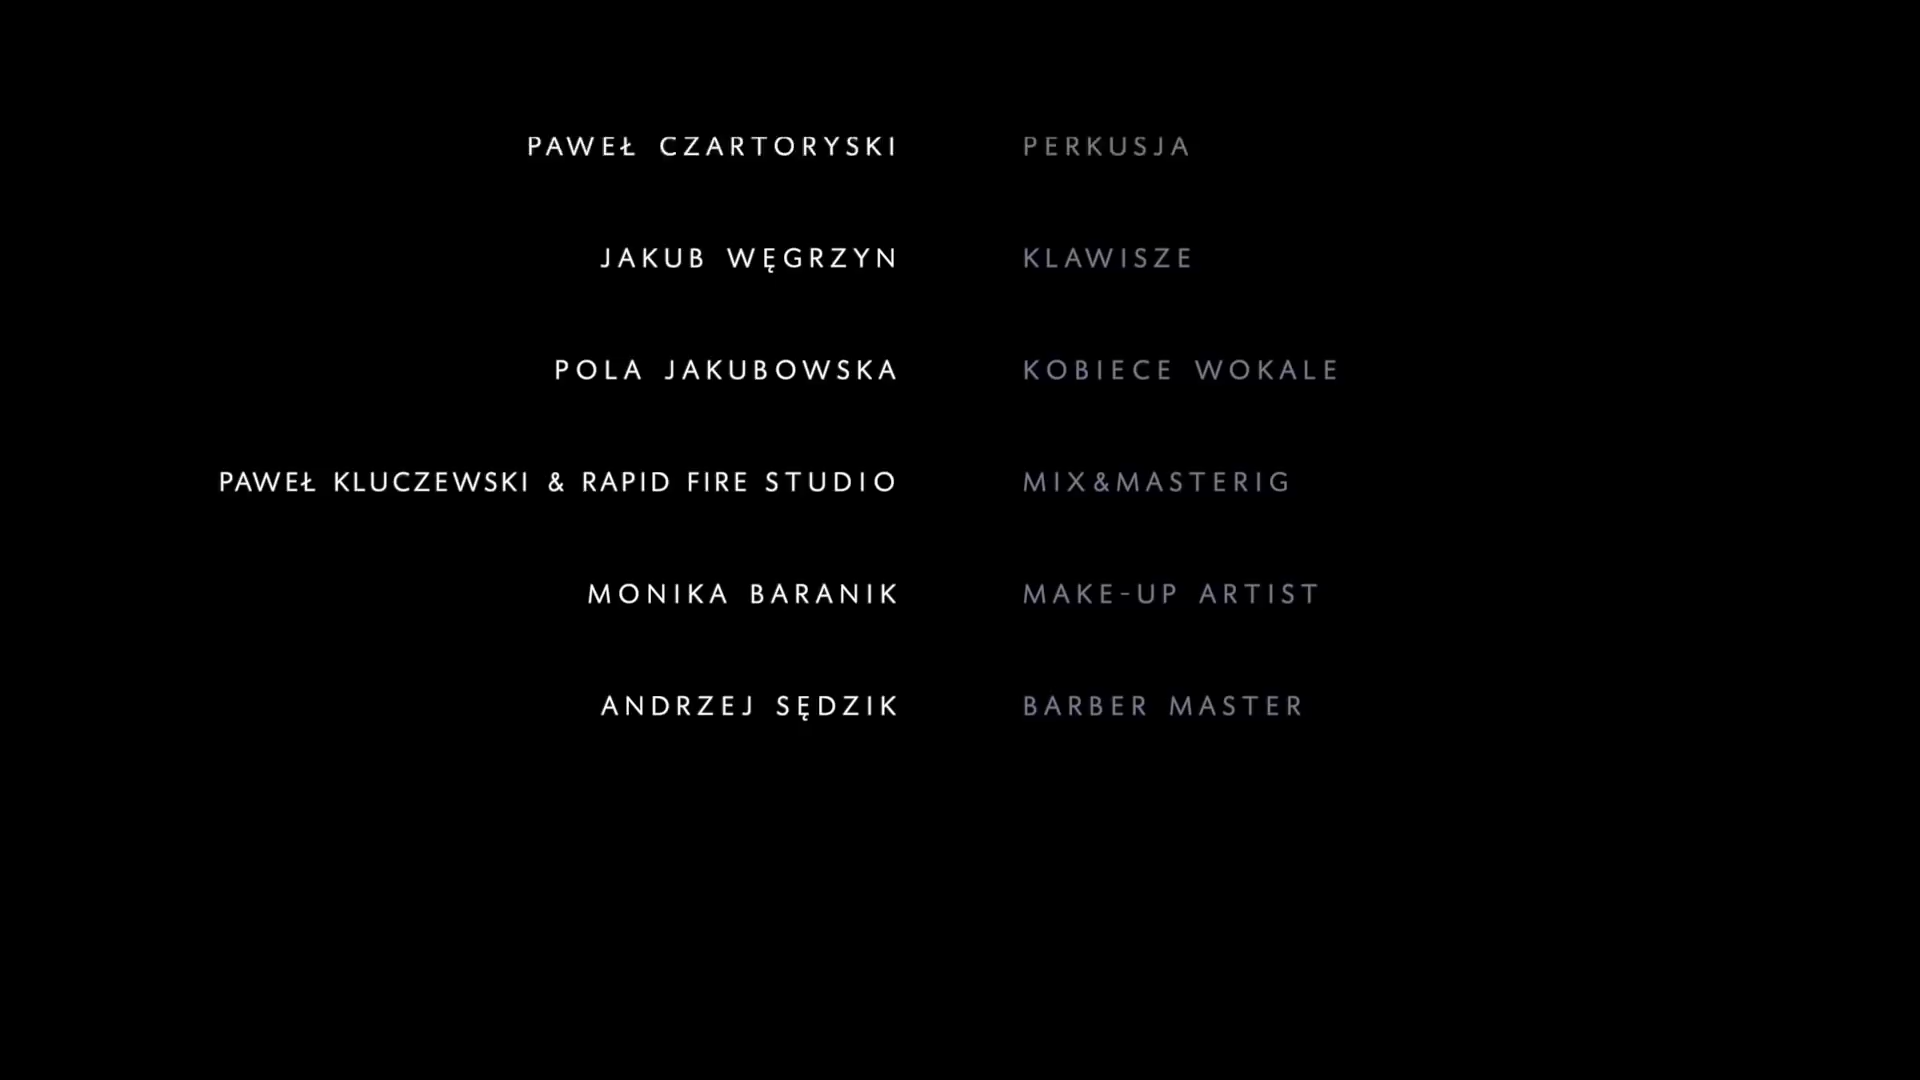 PAWEŁ CZARTORYSKI PERKUSJA
JAKUB WĘGRZYN KLAWISZE
POLA JAKUBOWSKA KOBIECE WOKALE
PAWEŁ KLUCZEWSKI & RAPID FIRE STUDIO MIX&MASTERIG
MONIKA BARANIK MAKE-UP ARTIST
ANDRZEJ SĘDZIK BARBER MASTER